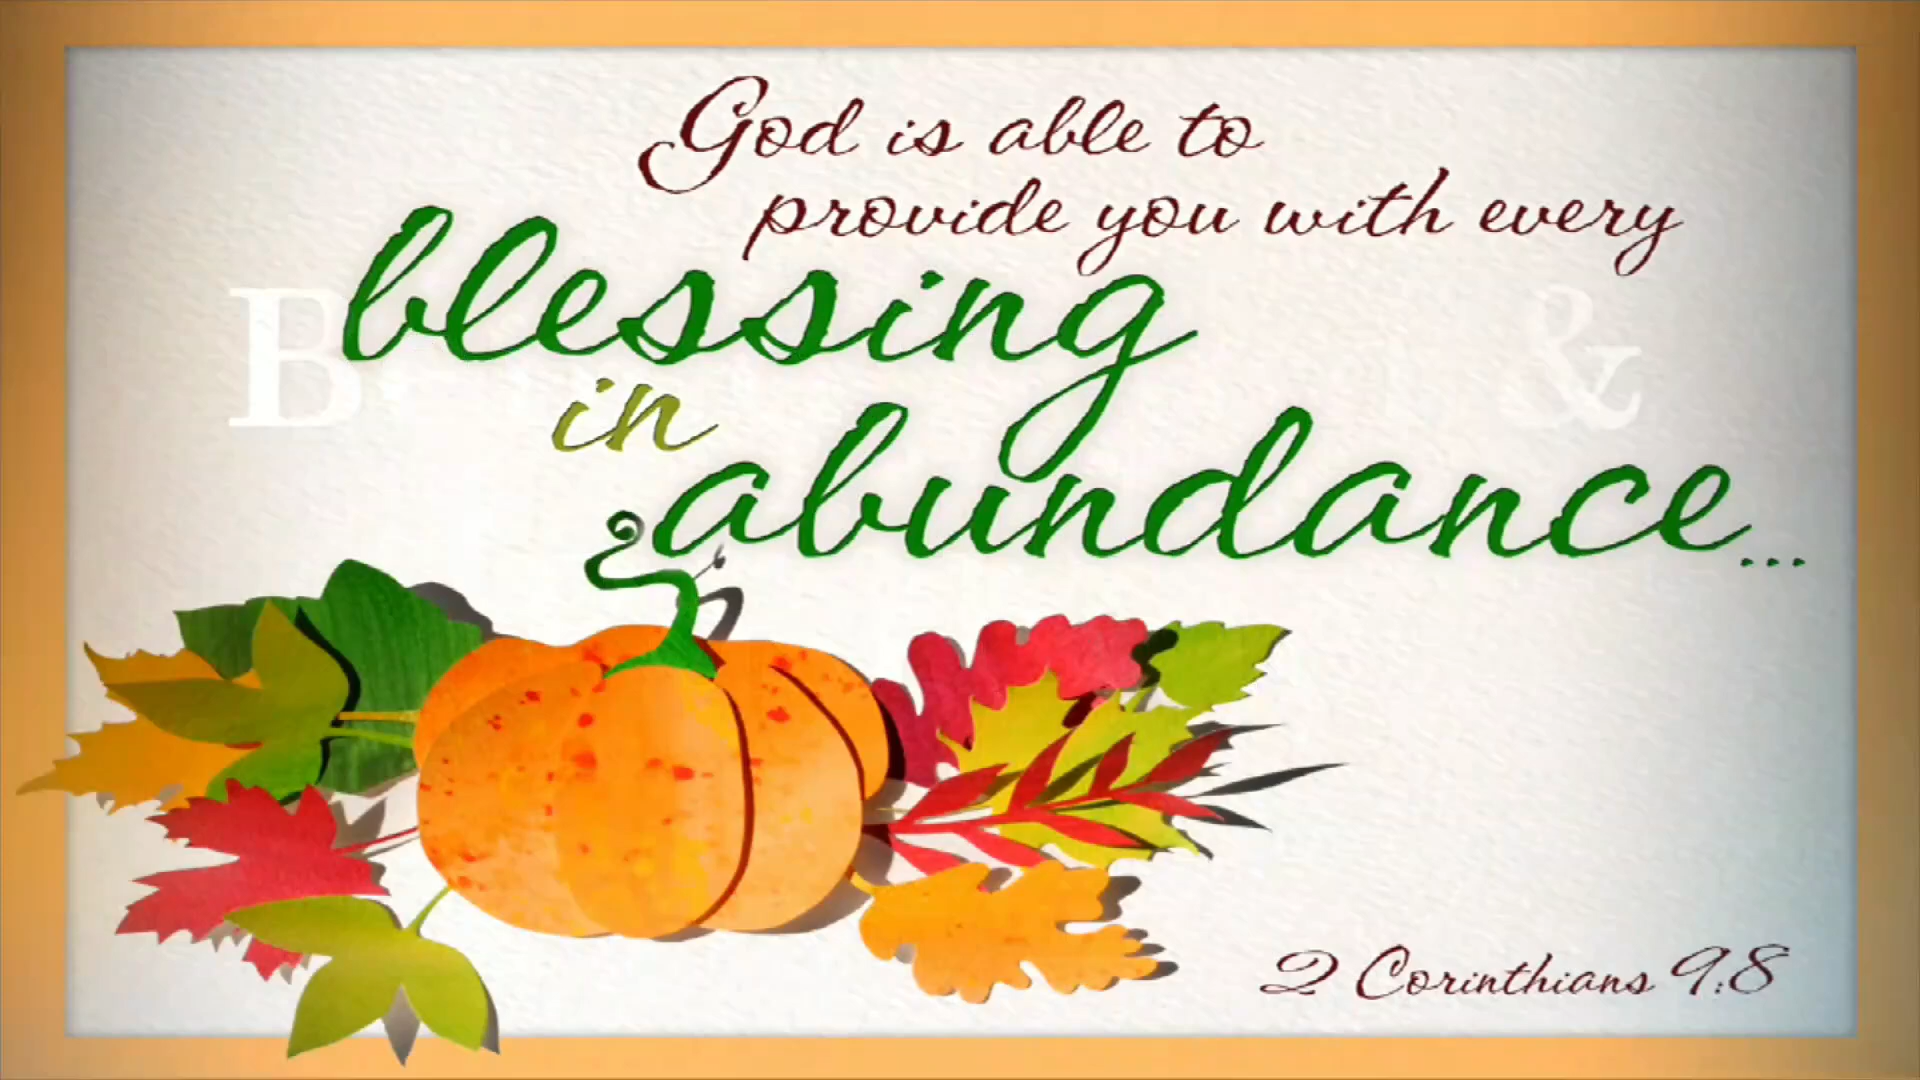 God is able to
provide you with every
blessing
in
abundance...
B &
2 Corinthians 9:8